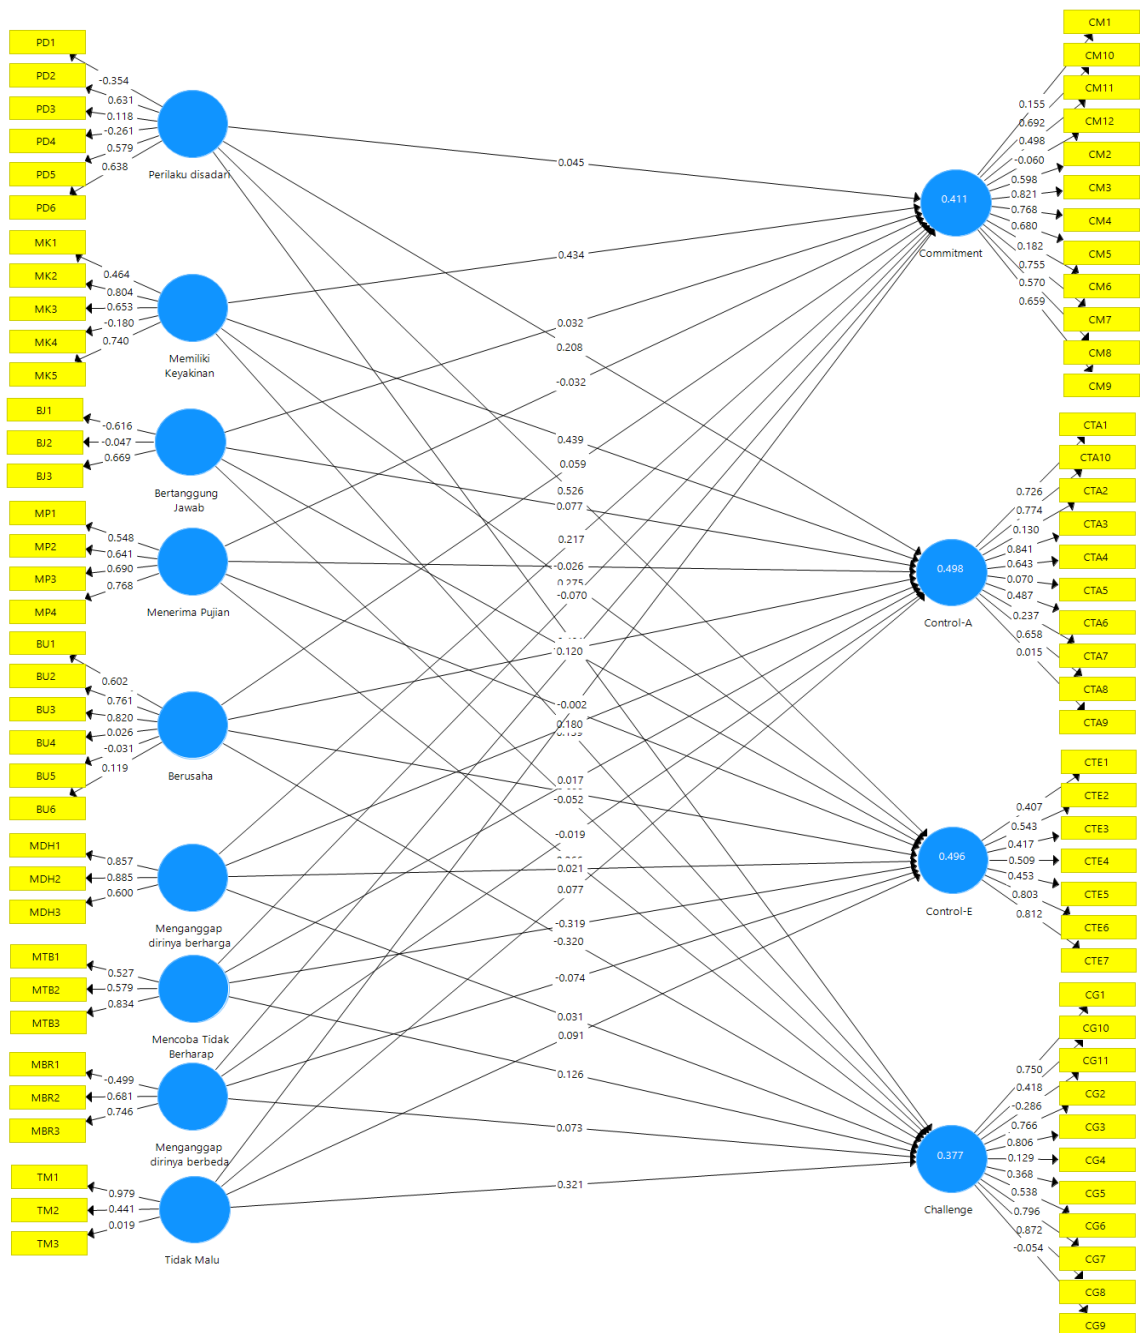 PD1
PD2
PD3
PD4
PD5
PD6
-0.354
0.631
0.118
-0.261
0.579
0.638
Perilaku disadari
MK1
MK2
MK3
MK4
MK5
0.464
0.804
0.653
-0.180
0.740
Memiliki
Keyakinan
BJ1
BJ2
BJ3
-0.616
-0.047
0.669
Bertanggung
Jawab
MP1
MP2
MP3
MP4
0.548
0.641
0.690
0.768
Menerima Pujian
BU1
BU2
BU3
BU4
BU5
BU6
0.602
0.761
0.820
0.026
-0.031
0.119
Berusaha
MDH1
MDH2
MDH3
0.857
0.885
0.600
Menganggap
dirinya berharga
MTB1
MTB2
MTB3
0.527
0.579
0.834
Mencoba Tidak
Berharap
MBR1
MBR2
MBR3
-0.499
0.681
0.746
Menganggap
dirinya berbeda
TM1
TM2
TM3
0.979
0.441
0.019
Tidak Malu
0.045
0.434
0.032
0.208
-0.032
0.439
0.059
0.526
0.077
0.217
-0.026
0.275
-0.070
0.120
-0.002
0.180
0.017
-0.052
-0.019
0.021
0.077
-0.319
-0.320
-0.074
0.031
0.091
0.126
0.073
0.321
0.411
Commitment
0.155
0.692
0.498
-0.060
0.598
0.821
0.768
0.680
0.182
0.755
0.570
0.659
CM1
CM10
CM11
CM12
CM2
CM3
CM4
CM5
CM6
CM7
CM8
CM9
0.498
Control-A
0.726
0.774
0.130
0.841
0.643
0.070
0.487
0.237
0.658
0.015
CTA1
CTA10
CTA2
CTA3
CTA4
CTA5
CTA6
CTA7
CTA8
CTA9
0.496
Control-E
0.407
0.543
0.417
0.509
0.453
0.803
0.812
CTE1
CTE2
CTE3
CTE4
CTE5
CTE6
CTE7
0.377
Challenge
0.750
0.418
-0.286
0.766
0.806
0.129
0.368
0.538
0.796
0.872
-0.054
CG1
CG10
CG11
CG2
CG3
CG4
CG5
CG6
CG7
CG8
CG9